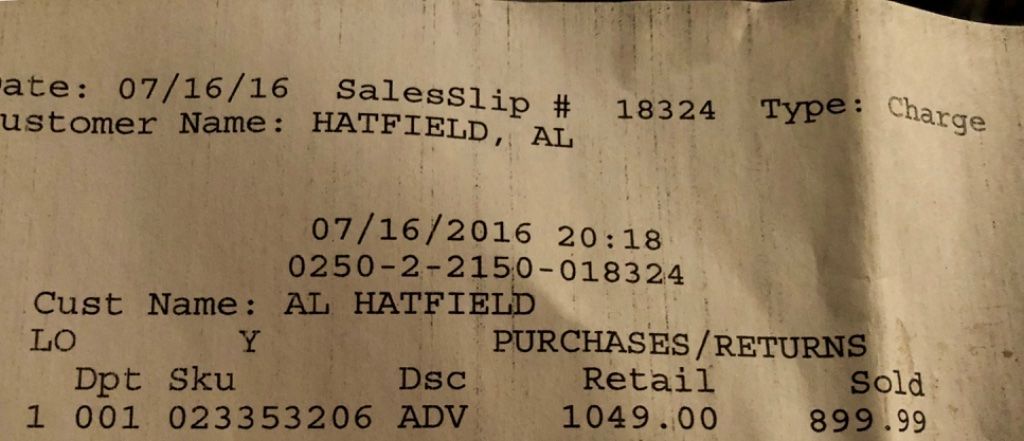 ate: 07/16/16 SalesSlip # 18324 Type: Charge
ustomer Name: HATFIELD, AL
07/16/2016 20:18
0250-2-2150-018324
Cust Name: AL HATFIELD
LO Y PURCHASES/RETURNS
Dpt Sku Dsc Retail Sold
1 001 023353206 ADV 1049.00 899.99